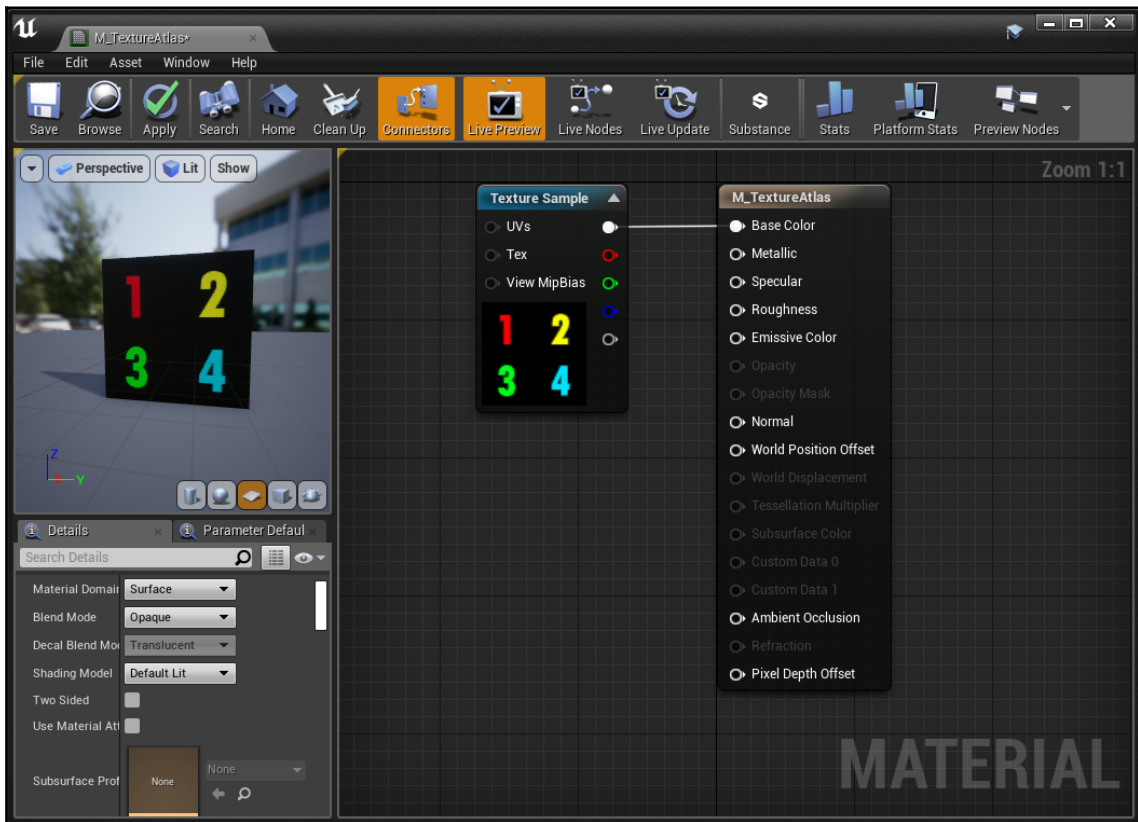 M_TextureAtlas*
File Edit Asset Window Help
Save Browse Apply Search Home Clean Up Connectors Live Preview Live Nodes Live Update Substance Stats Platform Stats Preview Nodes
Perspective Lit Show
1 2
3 4
Z
X Y
Zoom 1:1
Texture Sample
UVs
Tex
View MipBias
1 2
3 4
M_TextureAtlas
Base Color
Metallic
Specular
Roughness
Emissive Color
Opacity
Opacity Mask
Normal
World Position Offset
World Displacement
Tessellation Multiplier
Subsurface Color
Custom Data 0
Custom Data 1
Ambient Occlusion
Refraction
Pixel Depth Offset
MATERIAL
Details Parameter Defaul
Search Details
Material Domain Surface
Blend Mode Opaque
Decal Blend Mo Translucent
Shading Model Default Lit
Two Sided
Use Material Att
Subsurface Prof None None